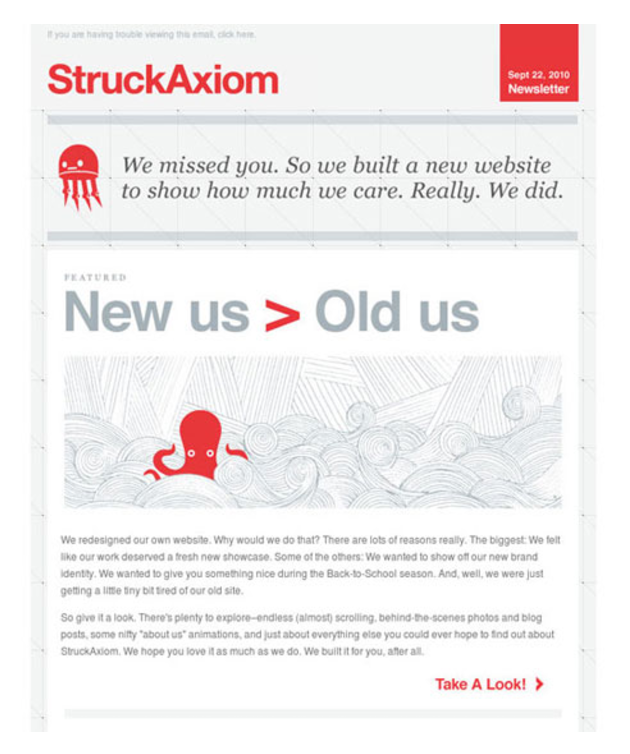 If you are having trouble viewing this email, click here.
StruckAxiom
Sept 22, 2010
Newsletter
We missed you. So we built a new website
to show how much we care. Really. We did.
FEATURED
New us > Old us
We redesigned our own website. Why would we do that? There are lots of reasons really. The biggest: We felt
like our work deserved a fresh new showcase. Some of the others: We wanted to show off our new brand
identity. We wanted to give you something nice during the Back-to-School season. And, well, we were just
getting a little tiny bit tired of our old site.
So give it a look. There's plenty to explore–endless (almost) scrolling, behind-the-scenes photos and blog
posts, some nifty "about us" animations, and just about everything else you could ever hope to find out about
StruckAxiom. We hope you love it as much as we do. We built it for you, after all.
Take A Look! >